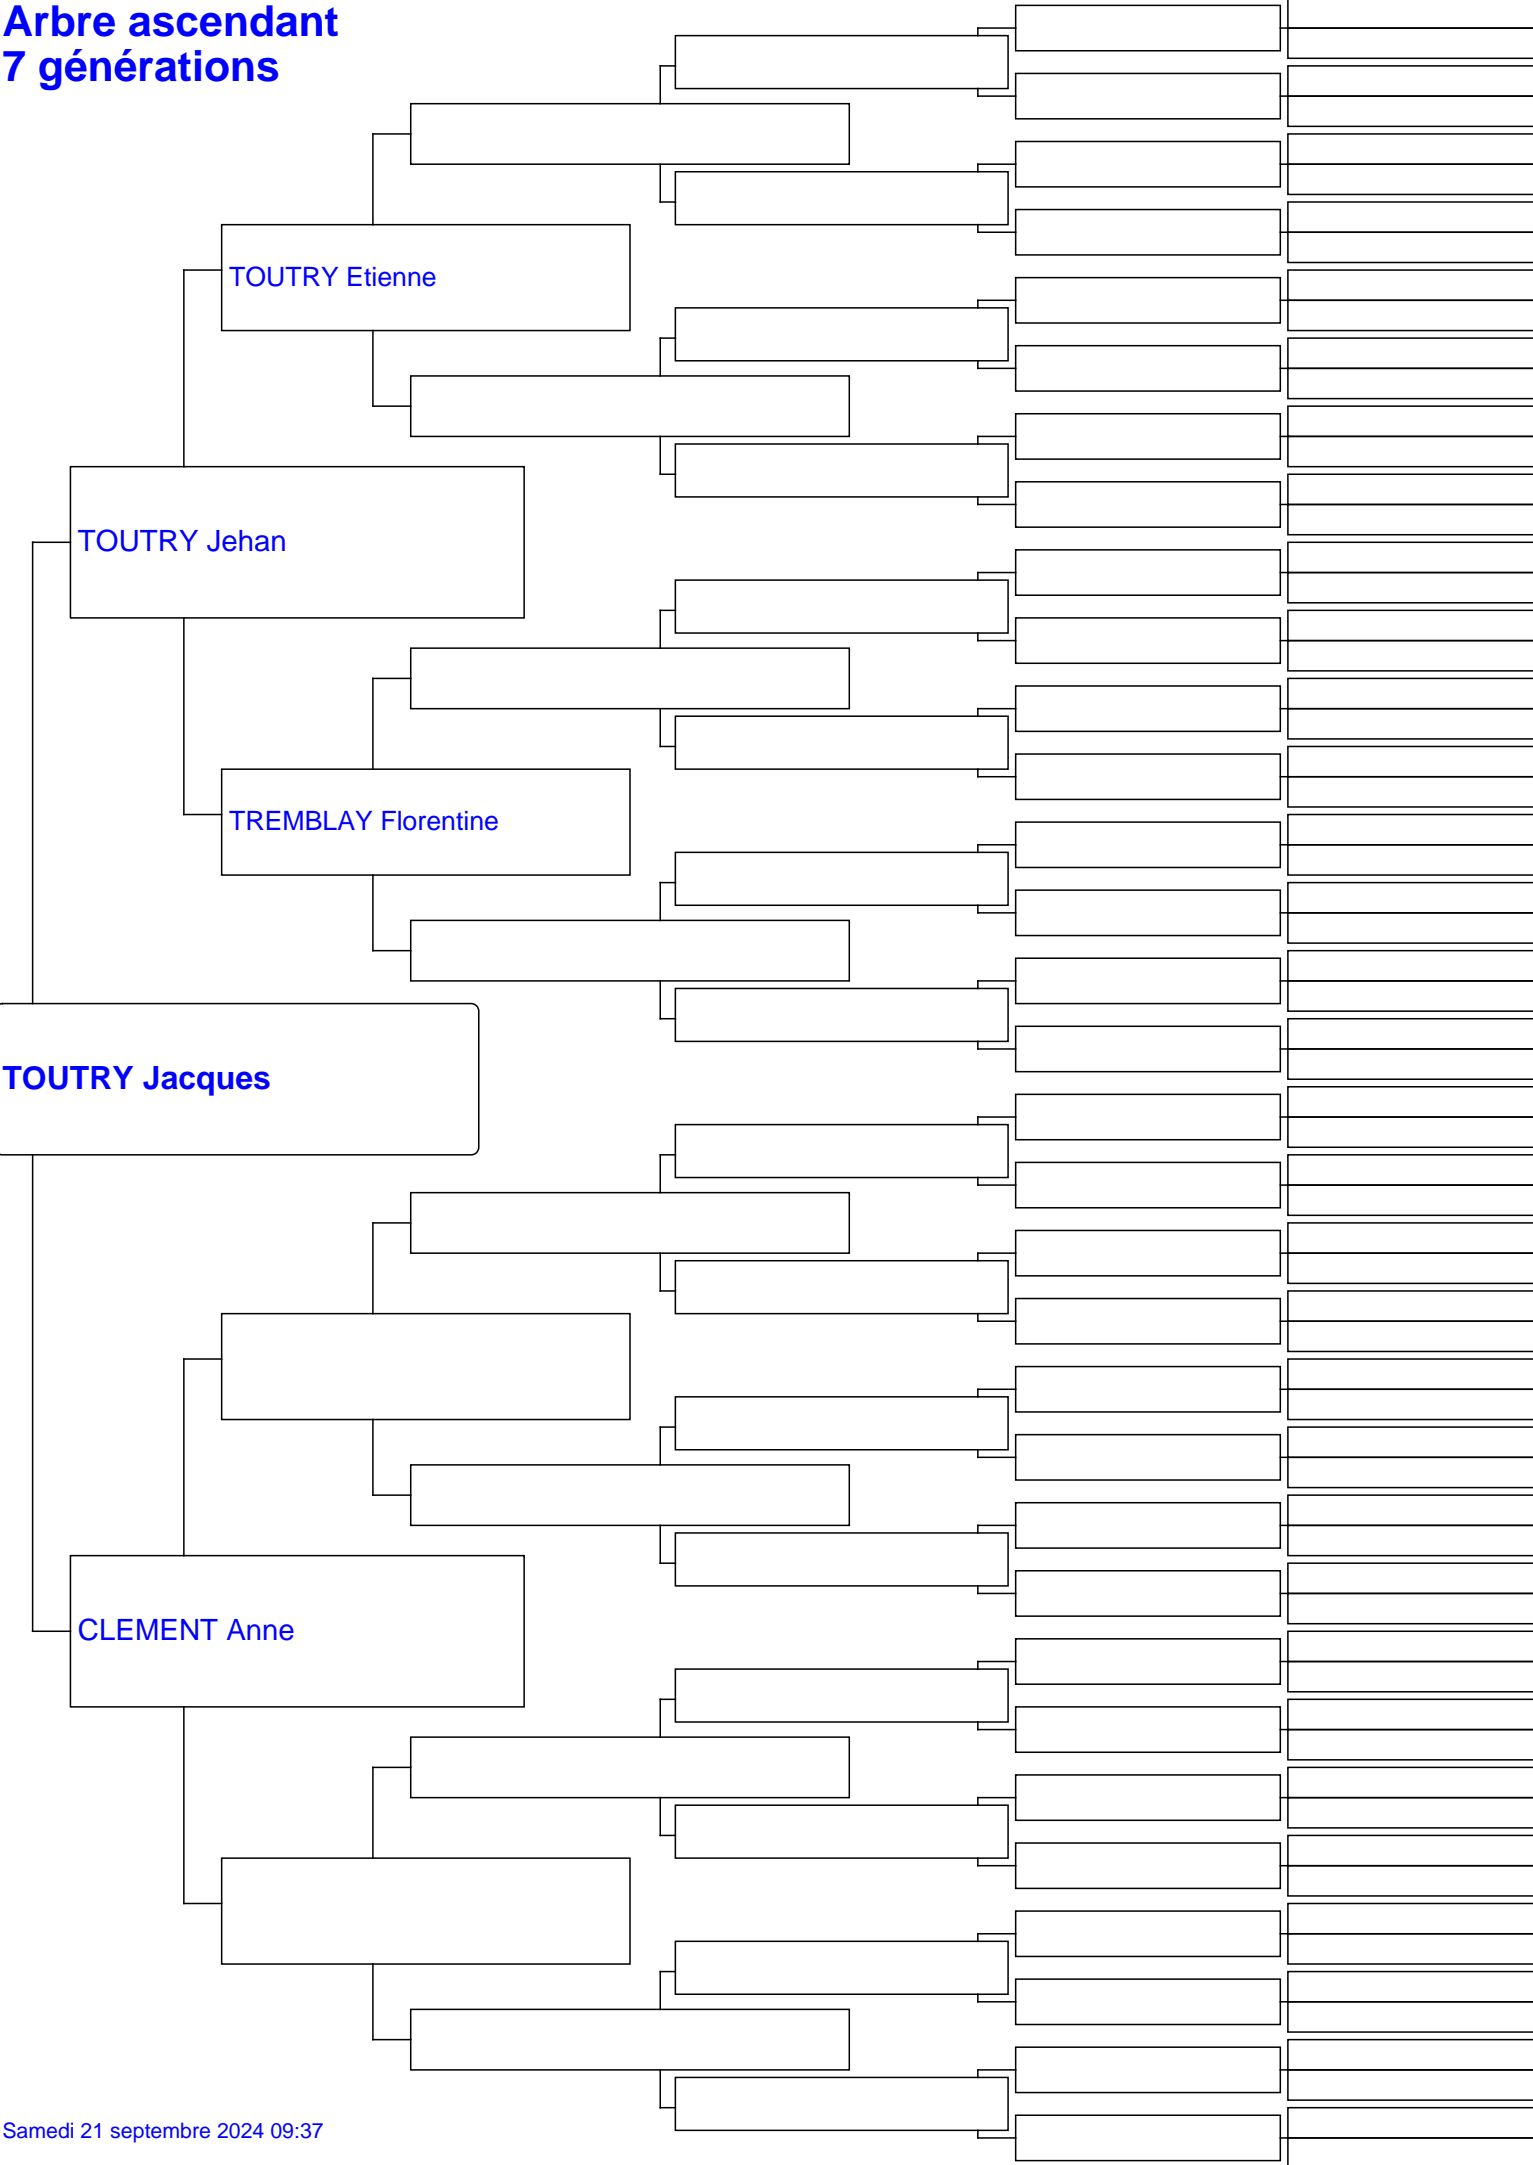 Arbre ascendant
7 générations
TOUTRY Etienne
TOUTRY Jehan
TREMBLAY Florentine
TOUTRY Jacques
CLEMENT Anne
Samedi 21 septembre 2024 09:37